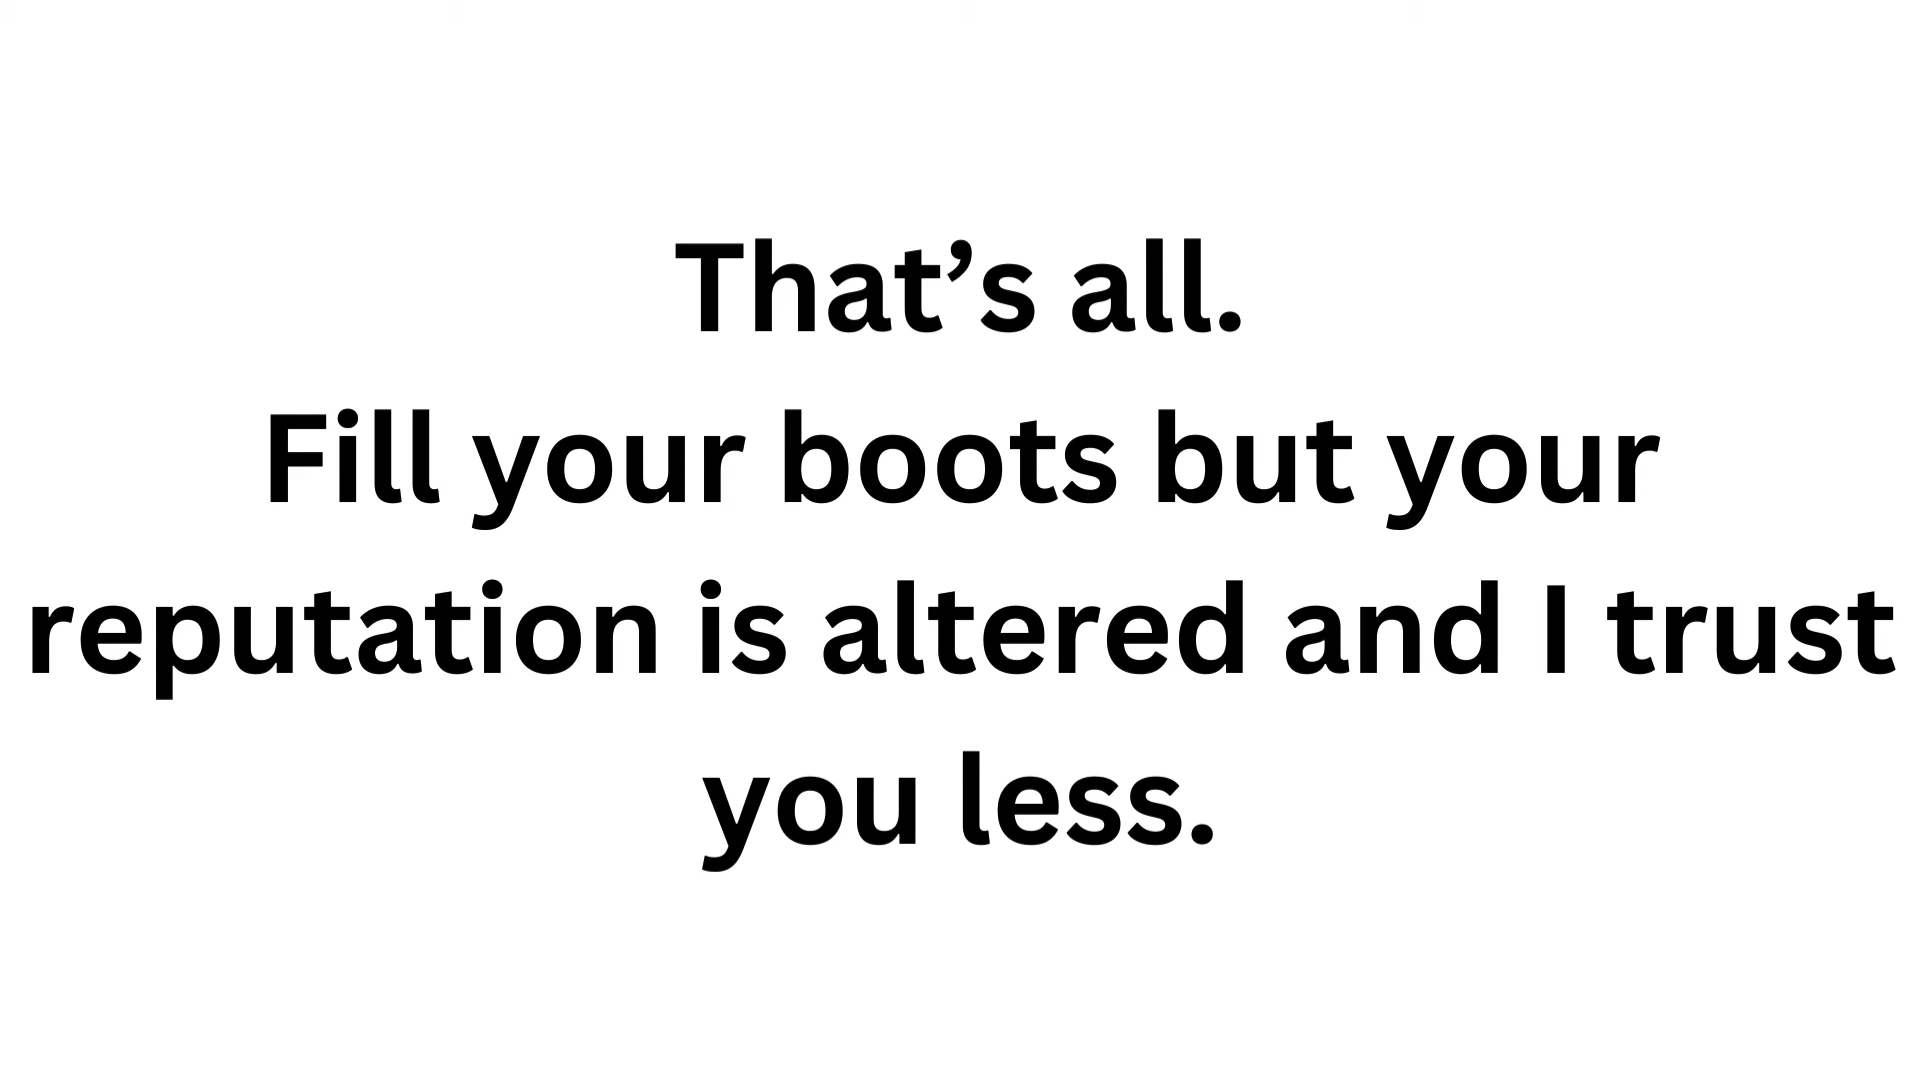 That’s all.
Fill your boots but your
reputation is altered and I trust
you less.